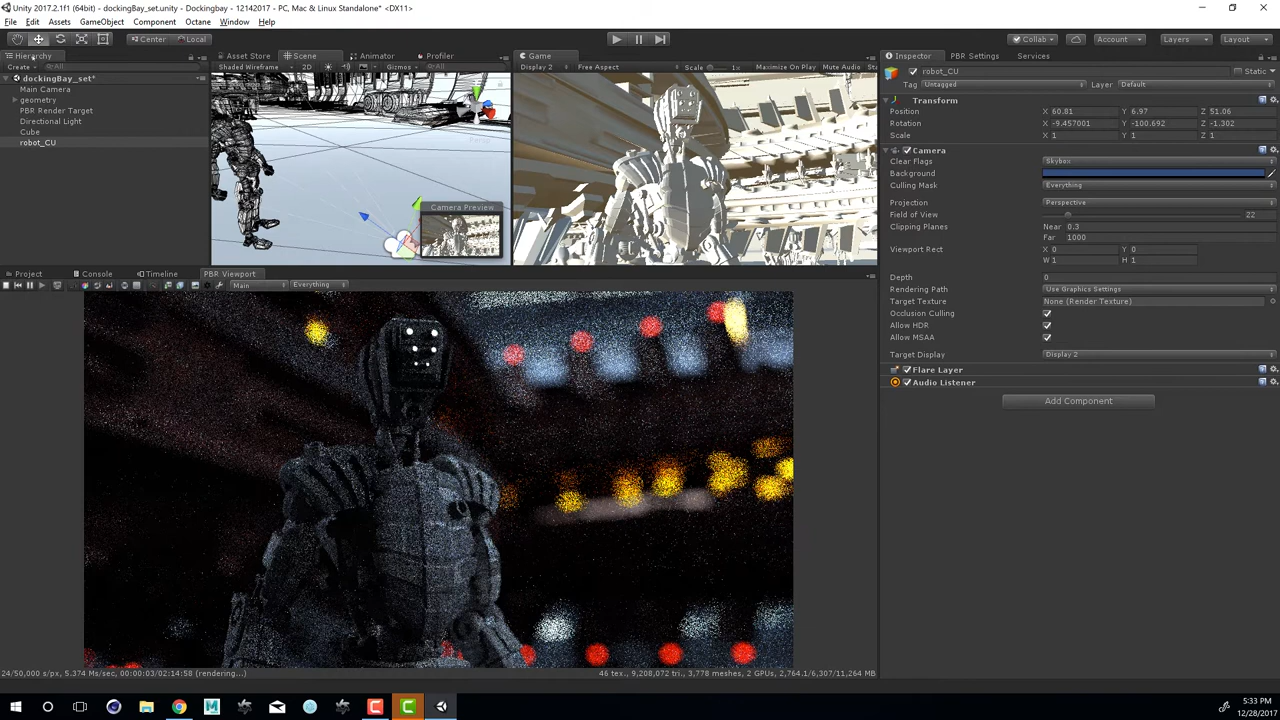 Unity 2017.2.1f1 (64bit) - dockingBay_set.unity - Dockingbay - 12142017 - PC, Mac & Linux Standalone* <DX11>
File Edit Assets GameObject Component Octane Window Help
Center Local Collab Account Layers Layout
Hierarchy
Create All
dockingBay_set*
Main Camera
geometry
PBR Render Target
Directional Light
Cube
robot_CU
Asset Store Scene Animator Profiler
Shaded Wireframe 2D Gizmos All
Persp
Camera Preview
Game
Display 2 Free Aspect Scale 1x Maximize On Play Mute Audio Stats
Project Console Timeline PBR Viewport
Main Everything
24/50,000 s/px, 5.374 Ms/sec, 00:00:03/02:14:58 (rendering...)
46 tex., 9,208,072 tri., 3,778 meshes, 2 GPUs, 2,764.1/6,307/11,264 MB
Inspector PBR Settings Services
robot_CU Static
Tag Untagged Layer Default
Transform
Position X 60.81 Y 6.97 Z 51.06
Rotation X -9.457001 Y -100.692 Z -1.302
Scale X 1 Y 1 Z 1
Camera
Clear Flags Skybox
Background
Culling Mask Everything
Projection Perspective
Field of View 22
Clipping Planes Near 0.3
Far 1000
Viewport Rect X 0 Y 0
W 1 H 1
Depth 0
Rendering Path Use Graphics Settings
Target Texture None (Render Texture)
Occlusion Culling
Allow HDR
Allow MSAA
Target Display Display 2
Flare Layer
Audio Listener
Add Component
5:33 PM
12/28/2017